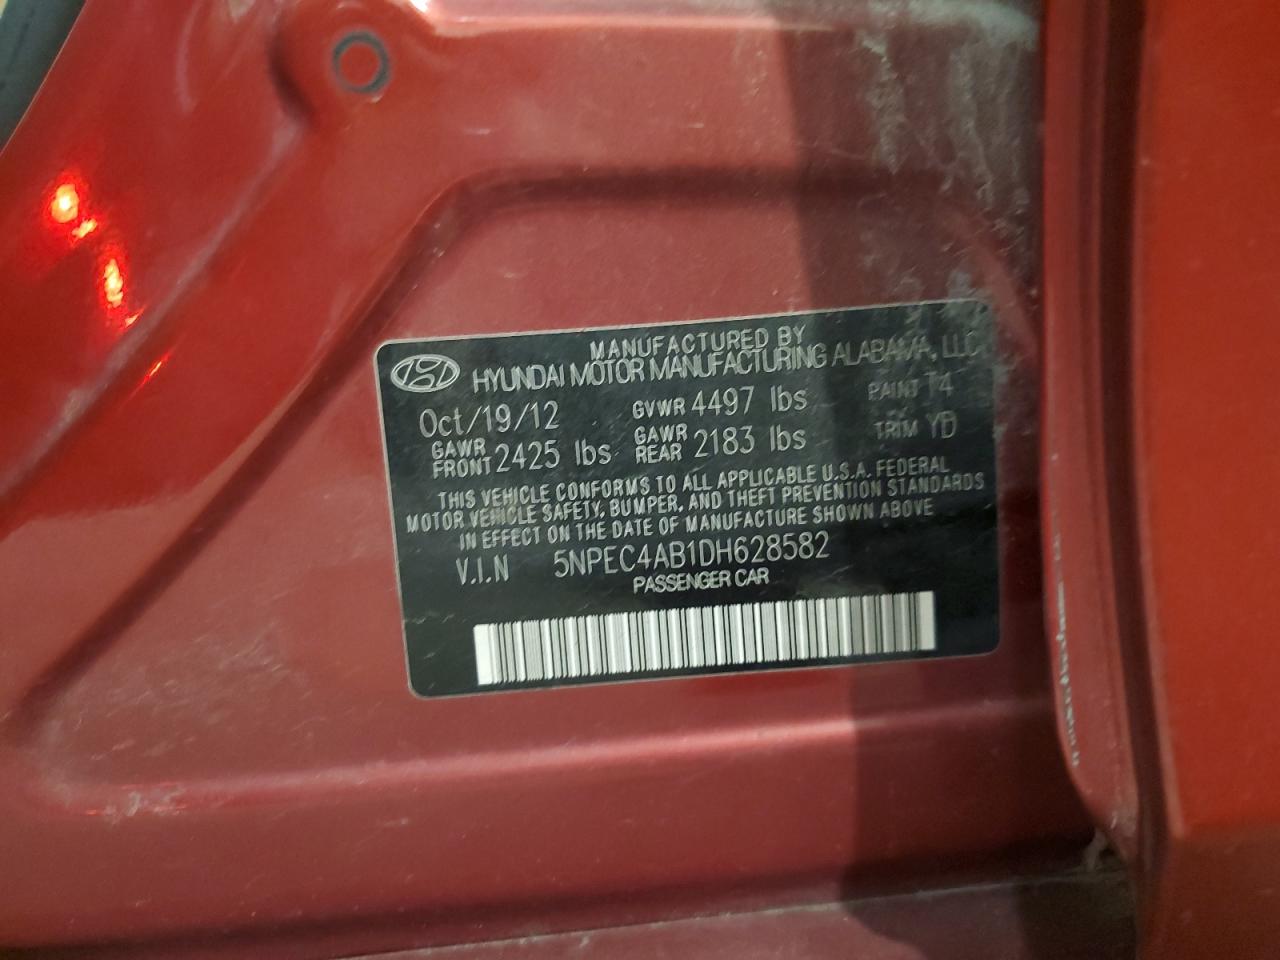 MANUFACTURED BY
HYUNDAI MOTOR MANUFACTURING ALABAMA, LLC
Oct/19/12 GVWR 4497 lbs PAINT T4
GAWR FRONT 2425 lbs GAWR REAR 2183 lbs TRIM YD
THIS VEHICLE CONFORMS TO ALL APPLICABLE U.S.A. FEDERAL
MOTOR VEHICLE SAFETY, BUMPER, AND THEFT PREVENTION STANDARDS
IN EFFECT ON THE DATE OF MANUFACTURE SHOWN ABOVE
V.I.N 5NPEC4AB1DH628582
PASSENGER CAR